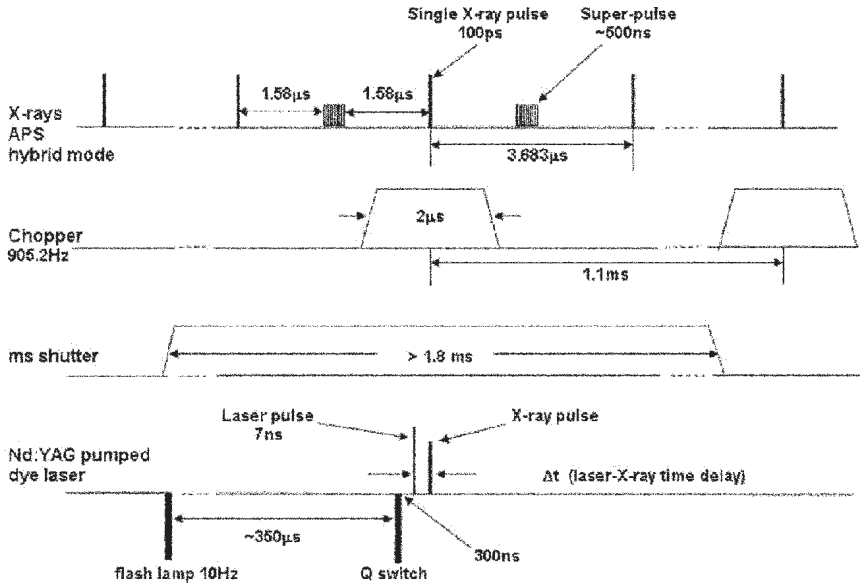 Single X-ray pulse
100ps
Super-pulse
~500ns
1.58µs
1.58µs
X-rays
APS
hybrid mode
3.683µs
2µs
Chopper
905.2Hz
1.1ms
ms shutter
> 1.8 ms
Laser pulse
7ns
X-ray pulse
Nd:YAG pumped
dye laser
Δt (laser-X-ray time delay)
~350µs
300ns
flash lamp 10Hz
Q switch